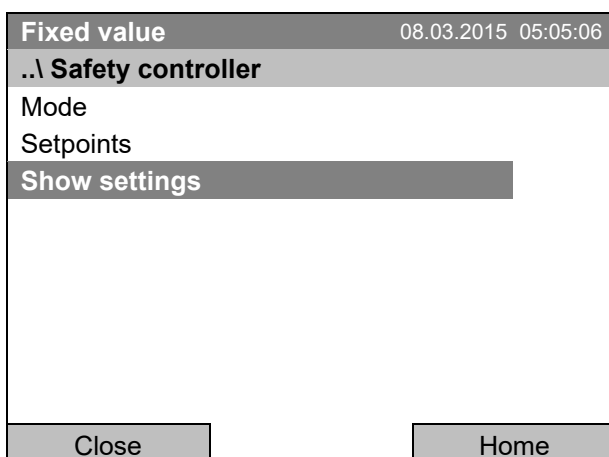 Fixed value 08.03.2015 05:05:06
..\ Safety controller
Mode
Setpoints
Show settings
Close Home